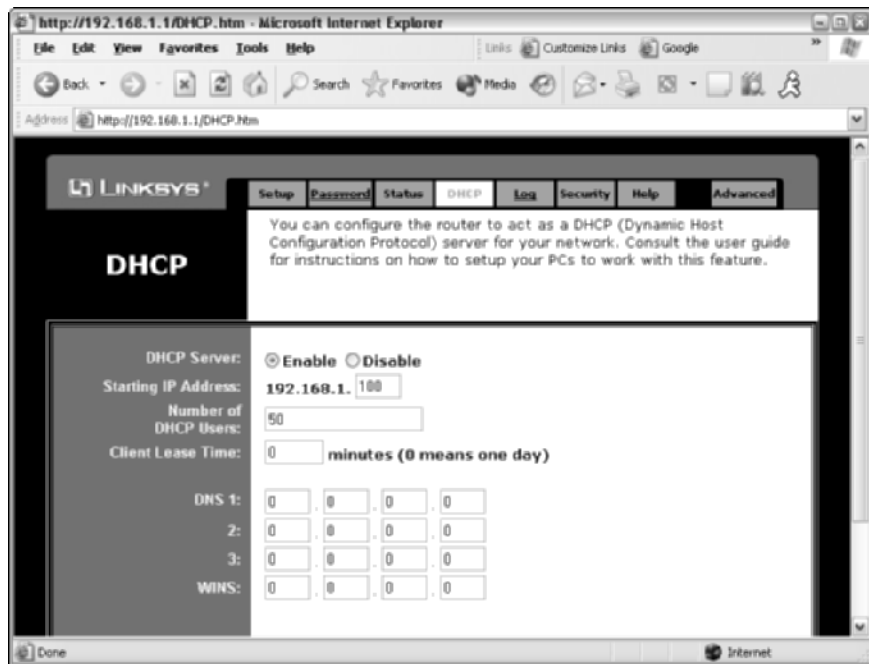 http://192.168.1.1/DHCP.htm - Microsoft Internet Explorer
File Edit View Favorites Tools Help Links Customize Links Google »
Back Search Favorites Media
Address http://192.168.1.1/DHCP.htm
LINKSYS®
Setup Password Status DHCP Log Security Help Advanced
DHCP
You can configure the router to act as a DHCP (Dynamic Host
Configuration Protocol) server for your network. Consult the user guide
for instructions on how to setup your PCs to work with this feature.
DHCP Server: Enable Disable
Starting IP Address: 192.168.1. 100
Number of
DHCP Users: 50
Client Lease Time: 0 minutes (0 means one day)
DNS 1: 0 . 0 . 0 . 0
2: 0 . 0 . 0 . 0
3: 0 . 0 . 0 . 0
WINS: 0 . 0 . 0 . 0
Done Internet